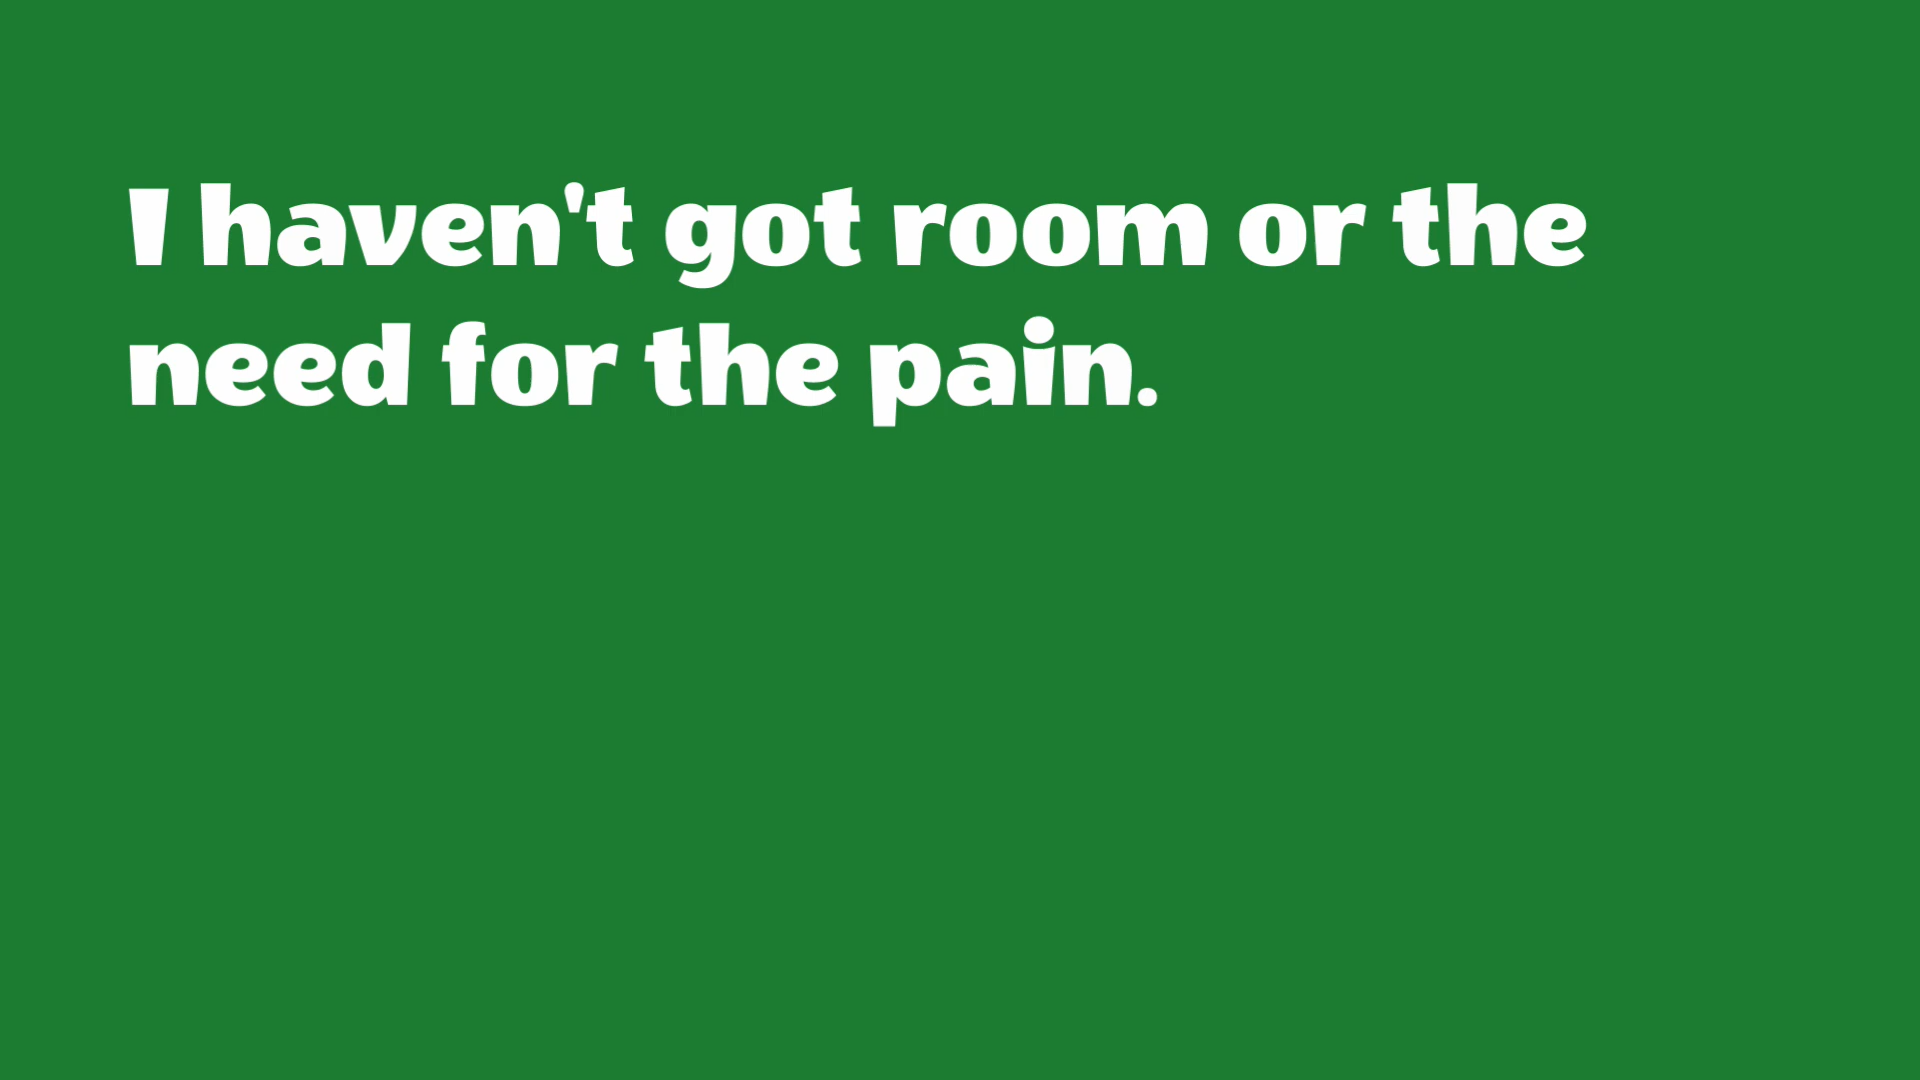 I haven't got room or the
need for the pain.